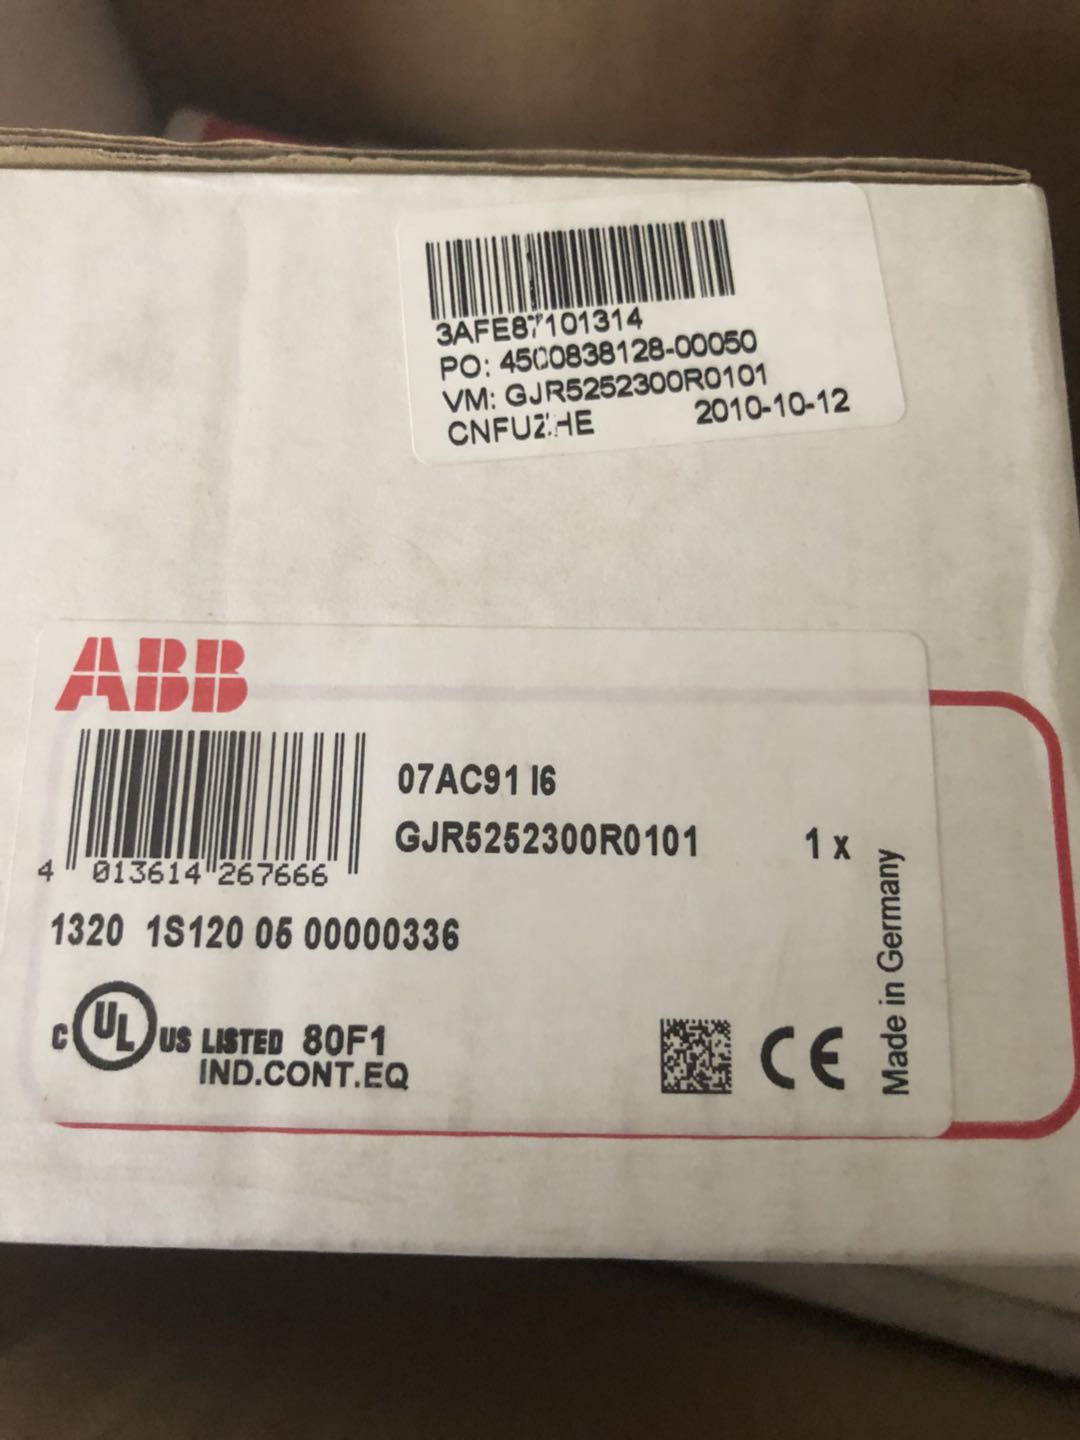 3AFE87101314
PO: 4500838128-00050
VM: GJR5252300R0101
2010-10-12
ABB
07AC91 I6
GJR5252300R0101 1 x
4 013614 267666
1320 1S120 05 00000336
C UL US LISTED 80F1
IND.CONT.EQ
CE
Made in Germany